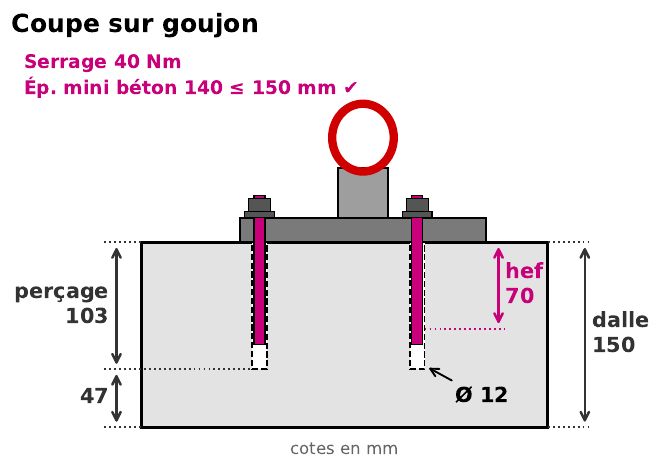 Coupe sur goujon
Serrage 40 Nm
Ép. mini béton 140 ≤ 150 mm ✔
hef
70
perçage
103
dalle
150
47
Ø 12
cotes en mm